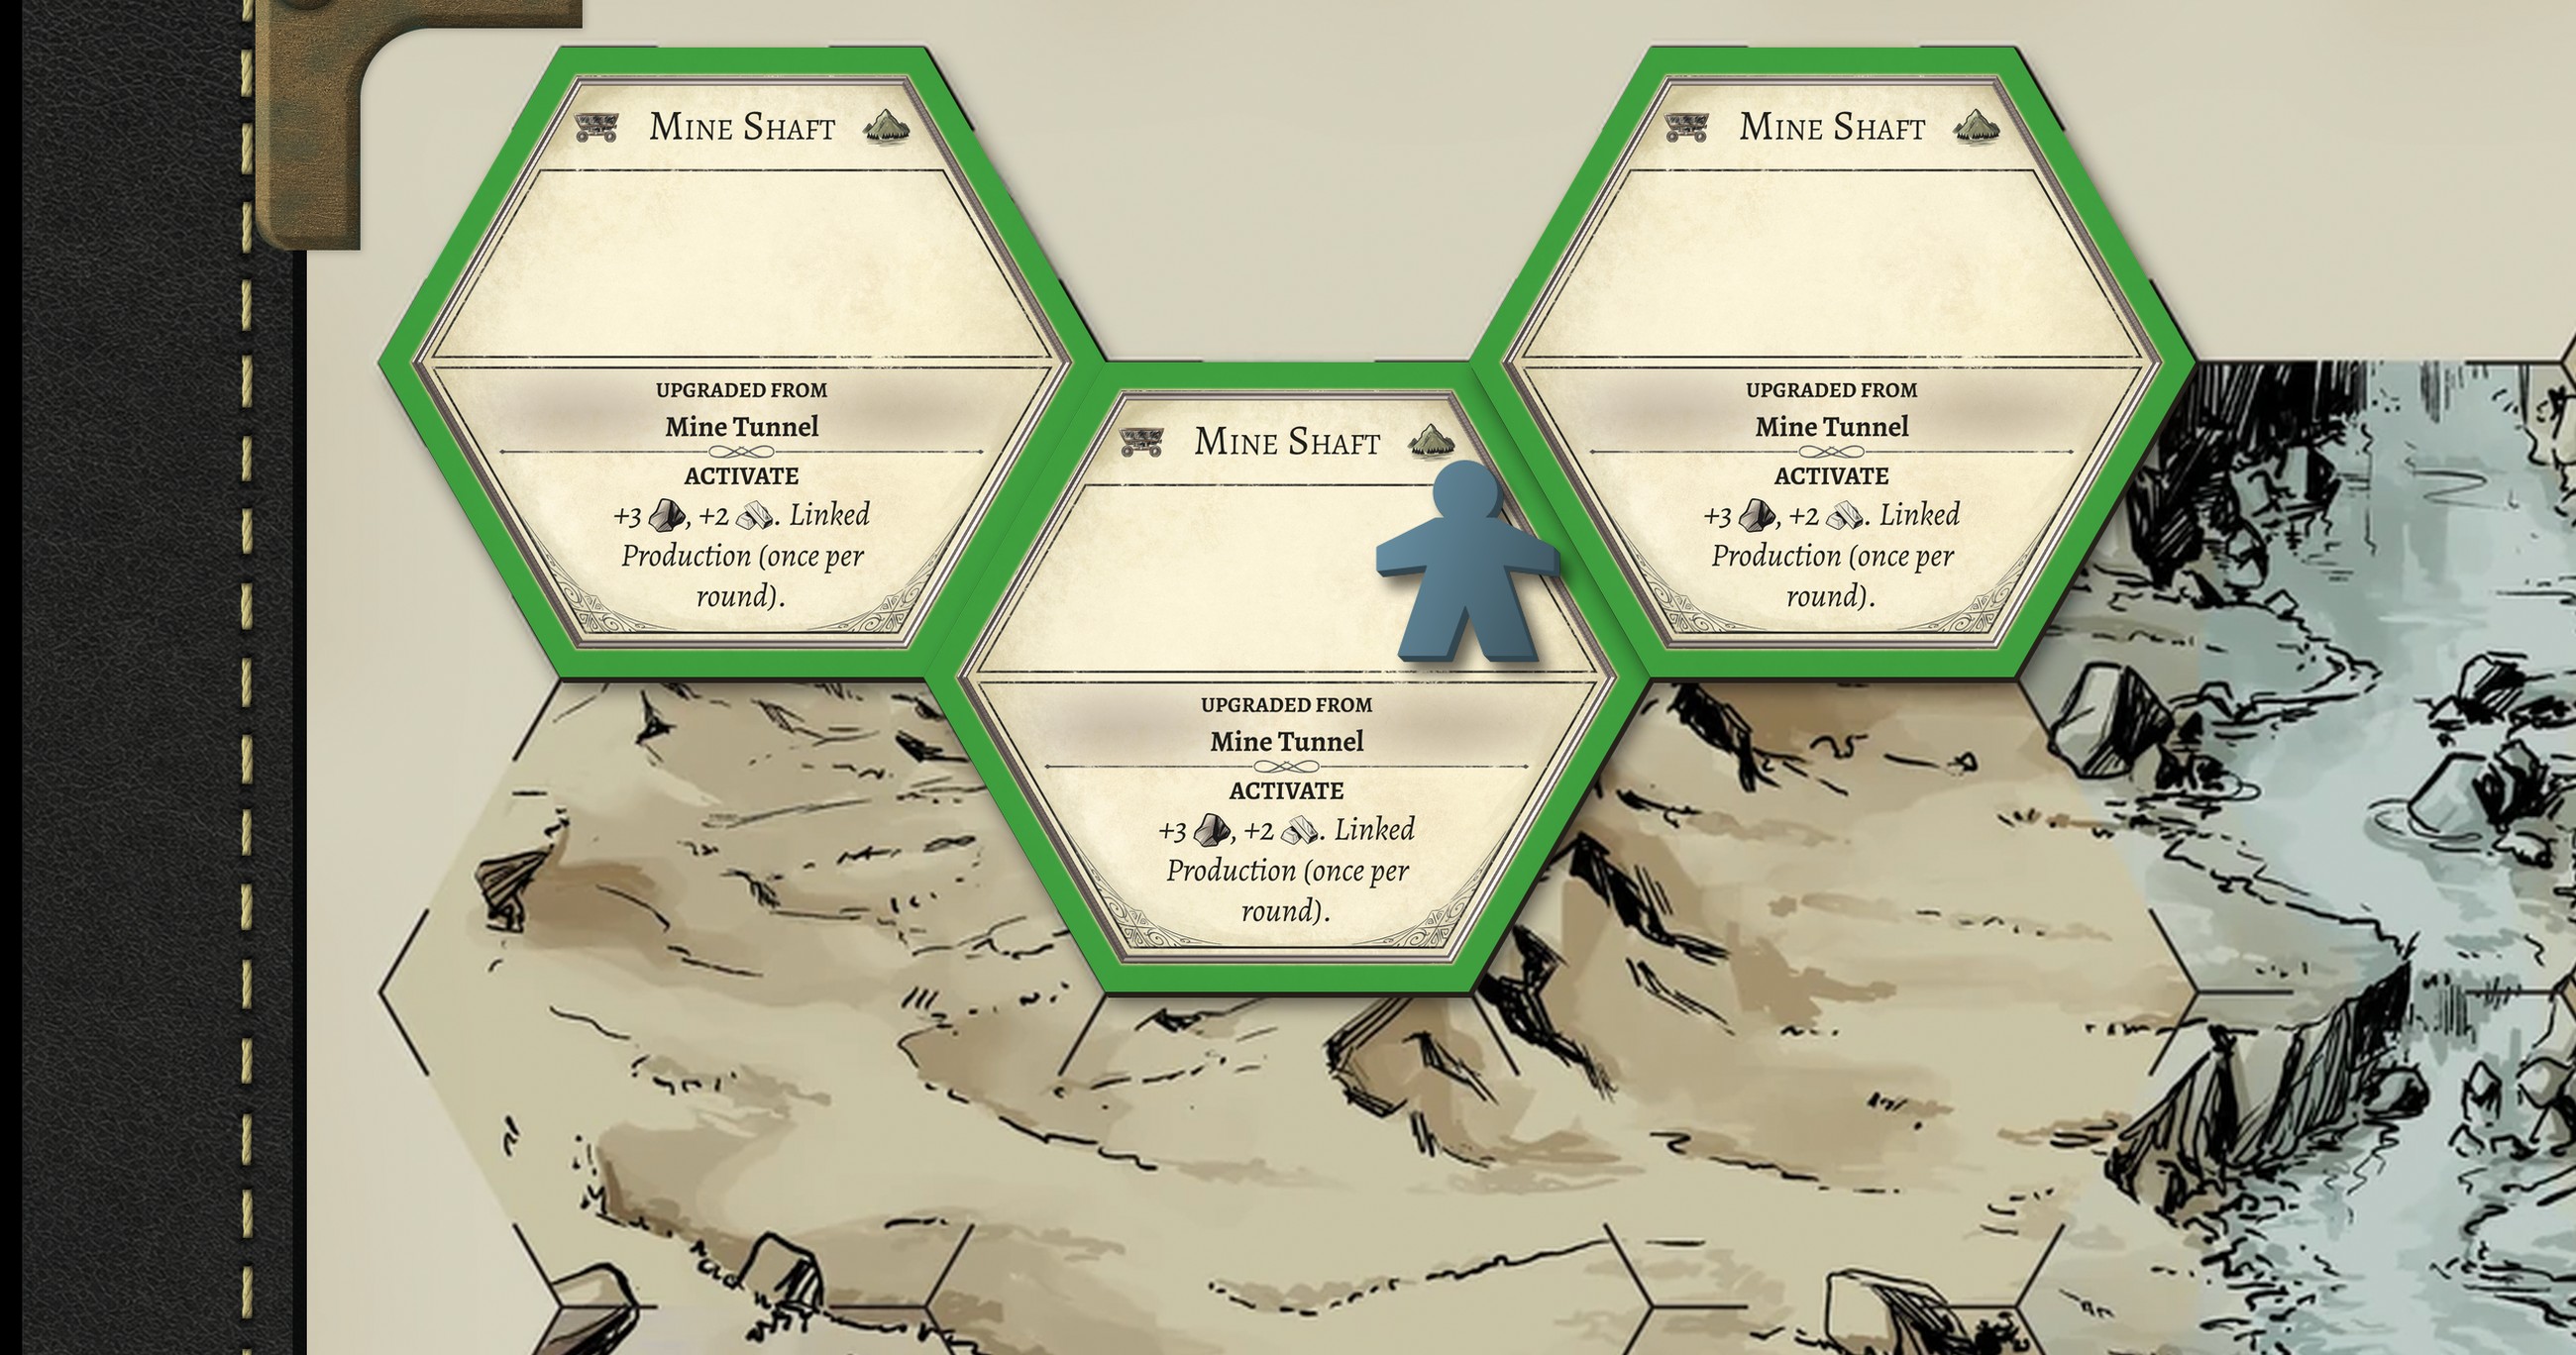 Mine Shaft
UPGRADED FROM
Mine Tunnel
ACTIVATE
+3 , +2 . Linked
Production (once per
round).
Mine Shaft
UPGRADED FROM
Mine Tunnel
ACTIVATE
+3 , +2 . Linked
Production (once per
round).
Mine Shaft
UPGRADED FROM
Mine Tunnel
ACTIVATE
+3 , +2 . Linked
Production (once per
round).